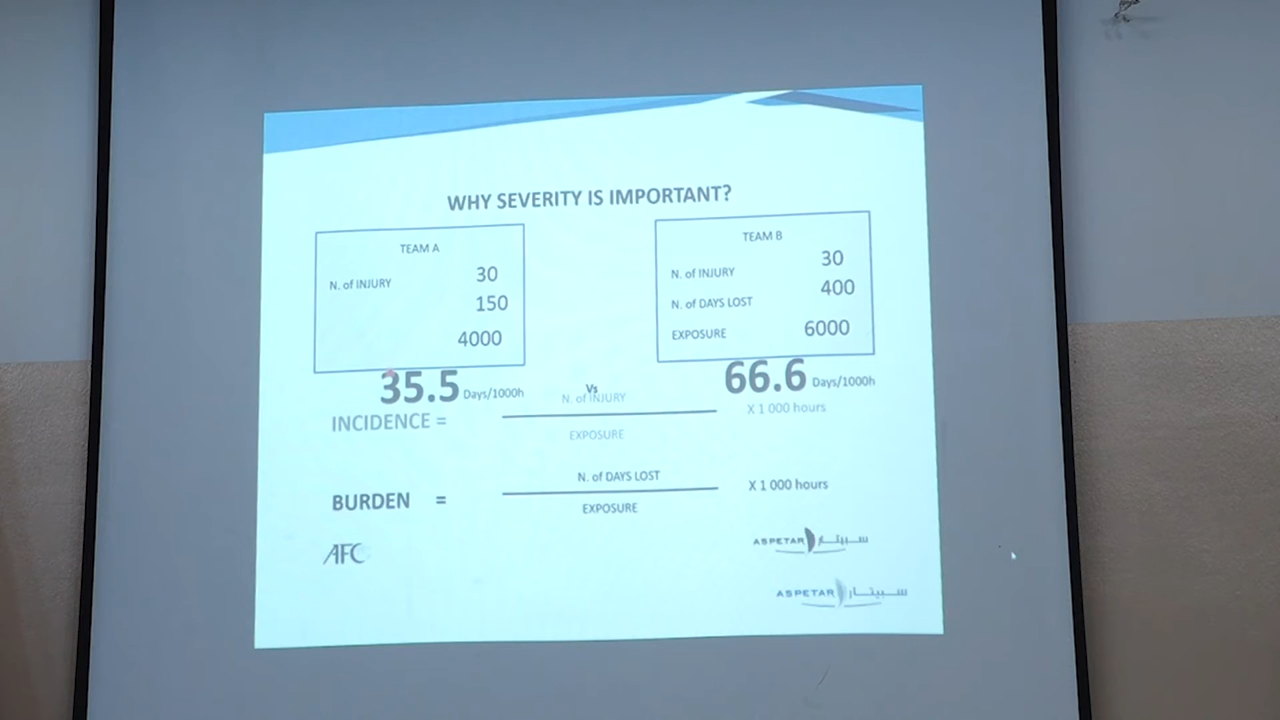 WHY SEVERITY IS IMPORTANT?
TEAM A
N. of INJURY 30
150
4000
TEAM B
N. of INJURY 30
N. of DAYS LOST 400
EXPOSURE 6000
35.5 Days/1000h
Vs
66.6 Days/1000h
INCIDENCE =
N. of INJURY
EXPOSURE
X 1 000 hours
BURDEN =
N. of DAYS LOST
EXPOSURE
X 1 000 hours
AFC
ASPETAR سبيتار
ASPETAR سبيتار